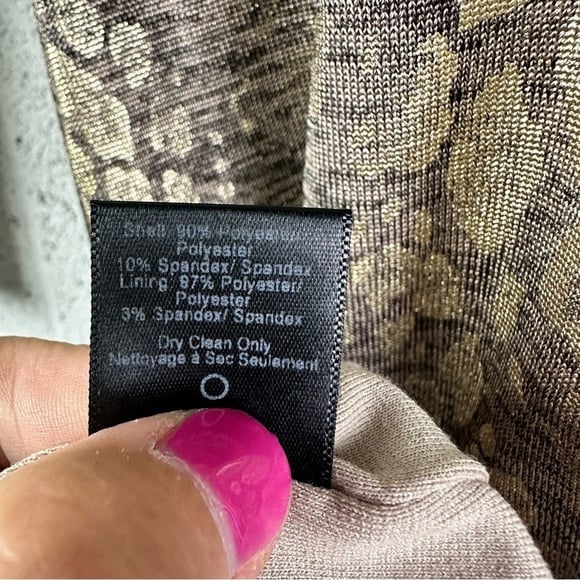 Shell 90% Polyester/
Polyester
10% Spandex/ Spandex
Lining 97% Polyester/
Polyester
3% Spandex/ Spandex
Dry Clean Only
Nettoyage à Sec Seulement